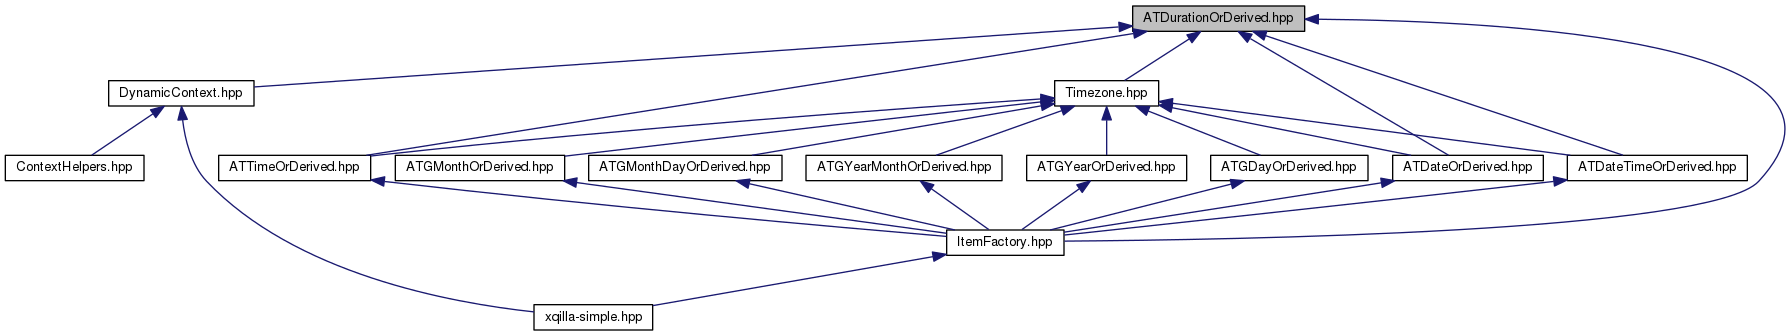 ATDurationOrDerived.hpp
DynamicContext.hpp
Timezone.hpp
ContextHelpers.hpp
ATTimeOrDerived.hpp
ATGMonthOrDerived.hpp
ATGMonthDayOrDerived.hpp
ATGYearMonthOrDerived.hpp
ATGYearOrDerived.hpp
ATGDayOrDerived.hpp
ATDateOrDerived.hpp
ATDateTimeOrDerived.hpp
ItemFactory.hpp
xqilla-simple.hpp